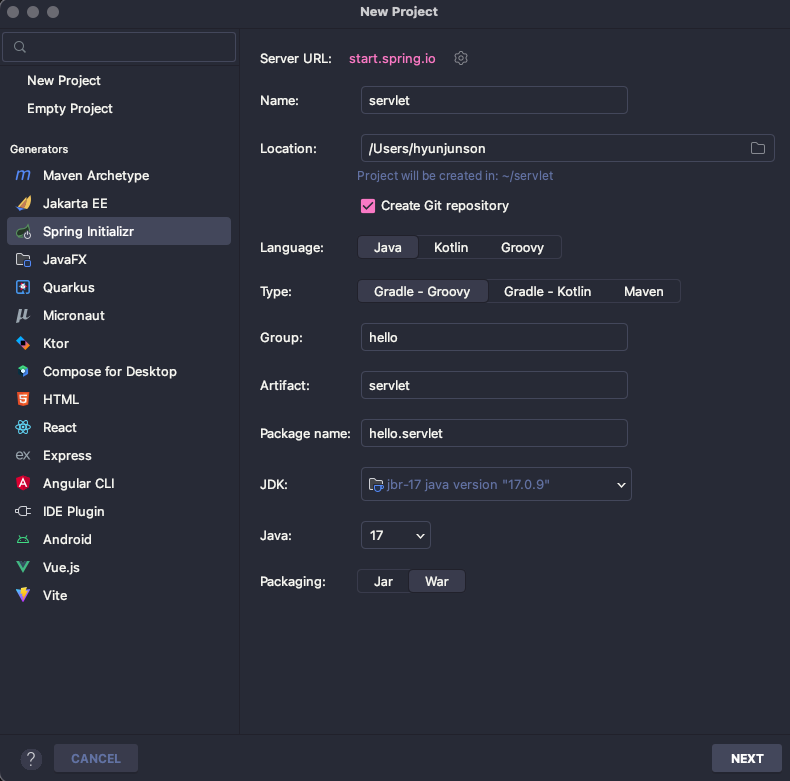 New Project
New Project
Empty Project
Generators
Maven Archetype
Jakarta EE
Spring Initializr
JavaFX
Quarkus
Micronaut
Ktor
Compose for Desktop
HTML
React
Express
Angular CLI
IDE Plugin
Android
Vue.js
Vite
Server URL: start.spring.io
Name: servlet
Location: /Users/hyunjunson
Project will be created in: ~/servlet
Create Git repository
Language: Java Kotlin Groovy
Type: Gradle - Groovy Gradle - Kotlin Maven
Group: hello
Artifact: servlet
Package name: hello.servlet
JDK: jbr-17 java version "17.0.9"
Java: 17
Packaging: Jar War
? CANCEL NEXT